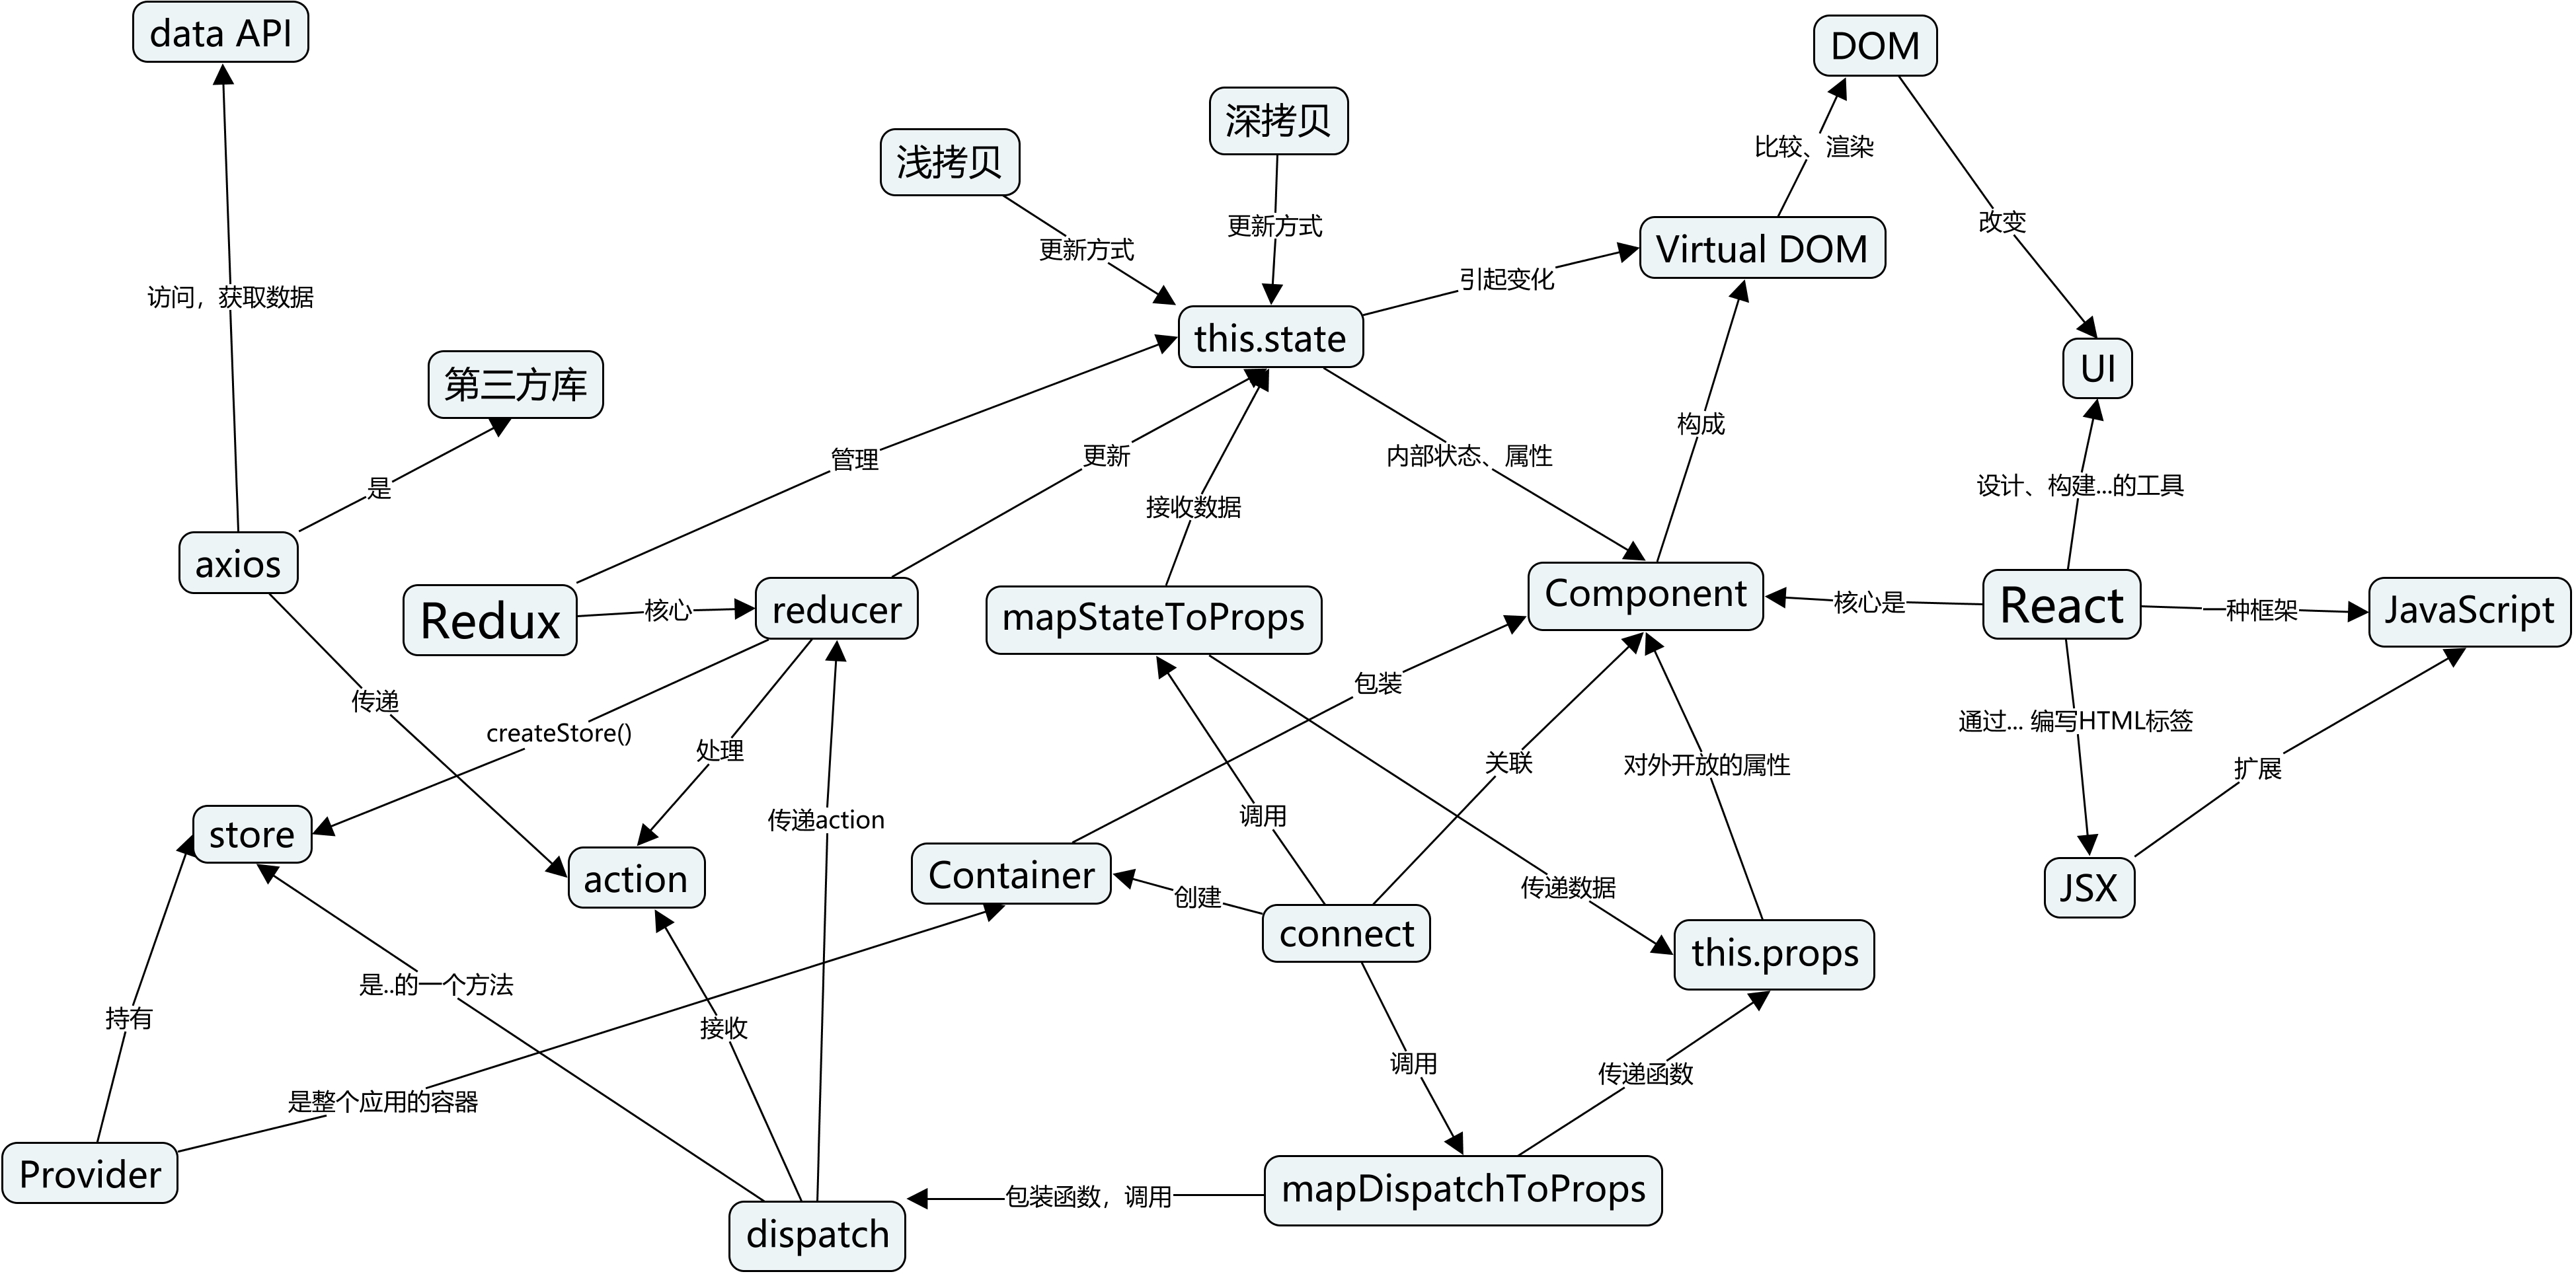 data API
DOM
深拷贝
浅拷贝
比较、渲染
更新方式
更新方式
改变
Virtual DOM
引起变化
访问，获取数据
this.state
第三方库
UI
构成
管理
更新
内部状态、属性
是
接收数据
设计、构建...的工具
axios
Redux
核心
reducer
mapStateToProps
Component
核心是
React
一种框架
JavaScript
包装
传递
createStore()
处理
通过... 编写HTML标签
关联
对外开放的属性
扩展
store
传递action
调用
action
Container
创建
传递数据
JSX
connect
this.props
是..的一个方法
持有
接收
调用
传递函数
是整个应用的容器
Provider
包装函数，调用
mapDispatchToProps
dispatch